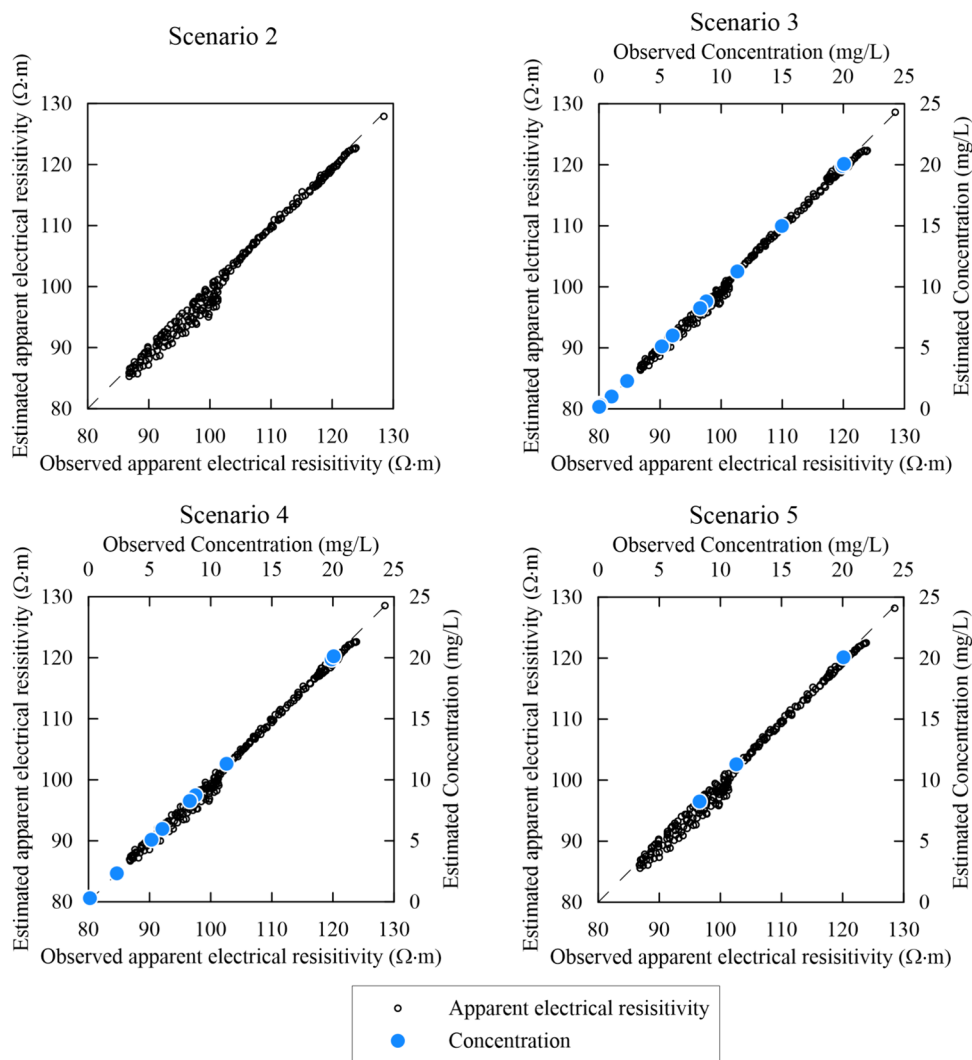 Scenario 2
Estimated apparent electrical resisitivity (Ω·m)
130
120
110
100
90
80
80 90 100 110 120 130
Observed apparent electrical resisitivity (Ω·m)
Scenario 3
Observed Concentration (mg/L)
0 5 10 15 20 25
Estimated apparent elctrical resisitivity (Ω·m)
130
120
110
100
90
80
25
20
15
10
5
0
Estimated Concentration (mg/L)
80 90 100 110 120 130
Observed apparent electrical resisitivity (Ω·m)
Scenario 4
Observed Concentration (mg/L)
0 5 10 15 20 25
Estimated apparent electrical resisitivity (Ω·m)
130
120
110
100
90
80
25
20
15
10
5
0
Estimated Concentration (mg/L)
80 90 100 110 120 130
Observed apparent electrical resisitivity (Ω·m)
Scenario 5
Observed Concentration (mg/L)
0 5 10 15 20 25
Estimated apparent electrical resisitivity (Ω·m)
130
120
110
100
90
80
25
20
15
10
5
0
Estimated Concentration (mg/L)
80 90 100 110 120 130
Observed apparent electrical resisitivity (Ω·m)
Apparent electrical resisitivity
Concentration